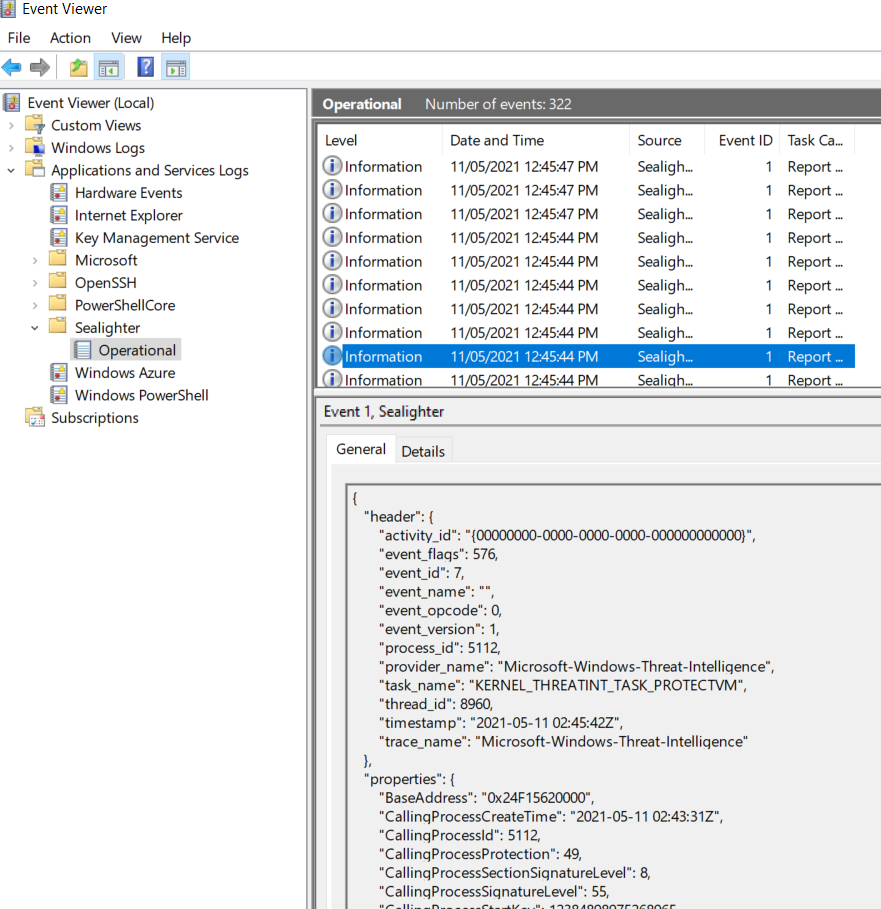 Event Viewer
File Action View Help
Event Viewer (Local)
Custom Views
Windows Logs
Applications and Services Logs
Hardware Events
Internet Explorer
Key Management Service
Microsoft
OpenSSH
PowerShellCore
Sealighter
Operational
Windows Azure
Windows PowerShell
Subscriptions
Operational Number of events: 322
Level Date and Time Source Event ID Task Ca...
Information 11/05/2021 12:45:47 PM Sealigh... 1 Report ...
Information 11/05/2021 12:45:47 PM Sealigh... 1 Report ...
Information 11/05/2021 12:45:47 PM Sealigh... 1 Report ...
Information 11/05/2021 12:45:44 PM Sealigh... 1 Report ...
Information 11/05/2021 12:45:44 PM Sealigh... 1 Report ...
Information 11/05/2021 12:45:44 PM Sealigh... 1 Report ...
Information 11/05/2021 12:45:44 PM Sealigh... 1 Report ...
Information 11/05/2021 12:45:44 PM Sealigh... 1 Report ...
Information 11/05/2021 12:45:44 PM Sealigh... 1 Report ...
Information 11/05/2021 12:45:44 PM Sealigh... 1 Report ...
Event 1, Sealighter
General Details
{
"header": {
"activity_id": "{00000000-0000-0000-0000-000000000000}",
"event_flags": 576,
"event_id": 7,
"event_name": "",
"event_opcode": 0,
"event_version": 1,
"process_id": 5112,
"provider_name": "Microsoft-Windows-Threat-Intelligence",
"task_name": "KERNEL_THREATINT_TASK_PROTECTVM",
"thread_id": 8960,
"timestamp": "2021-05-11 02:45:42Z",
"trace_name": "Microsoft-Windows-Threat-Intelligence"
},
"properties": {
"BaseAddress": "0x24F15620000",
"CallingProcessCreateTime": "2021-05-11 02:43:31Z",
"CallingProcessId": 5112,
"CallingProcessProtection": 49,
"CallingProcessSectionSignatureLevel": 8,
"CallingProcessSignatureLevel": 55,